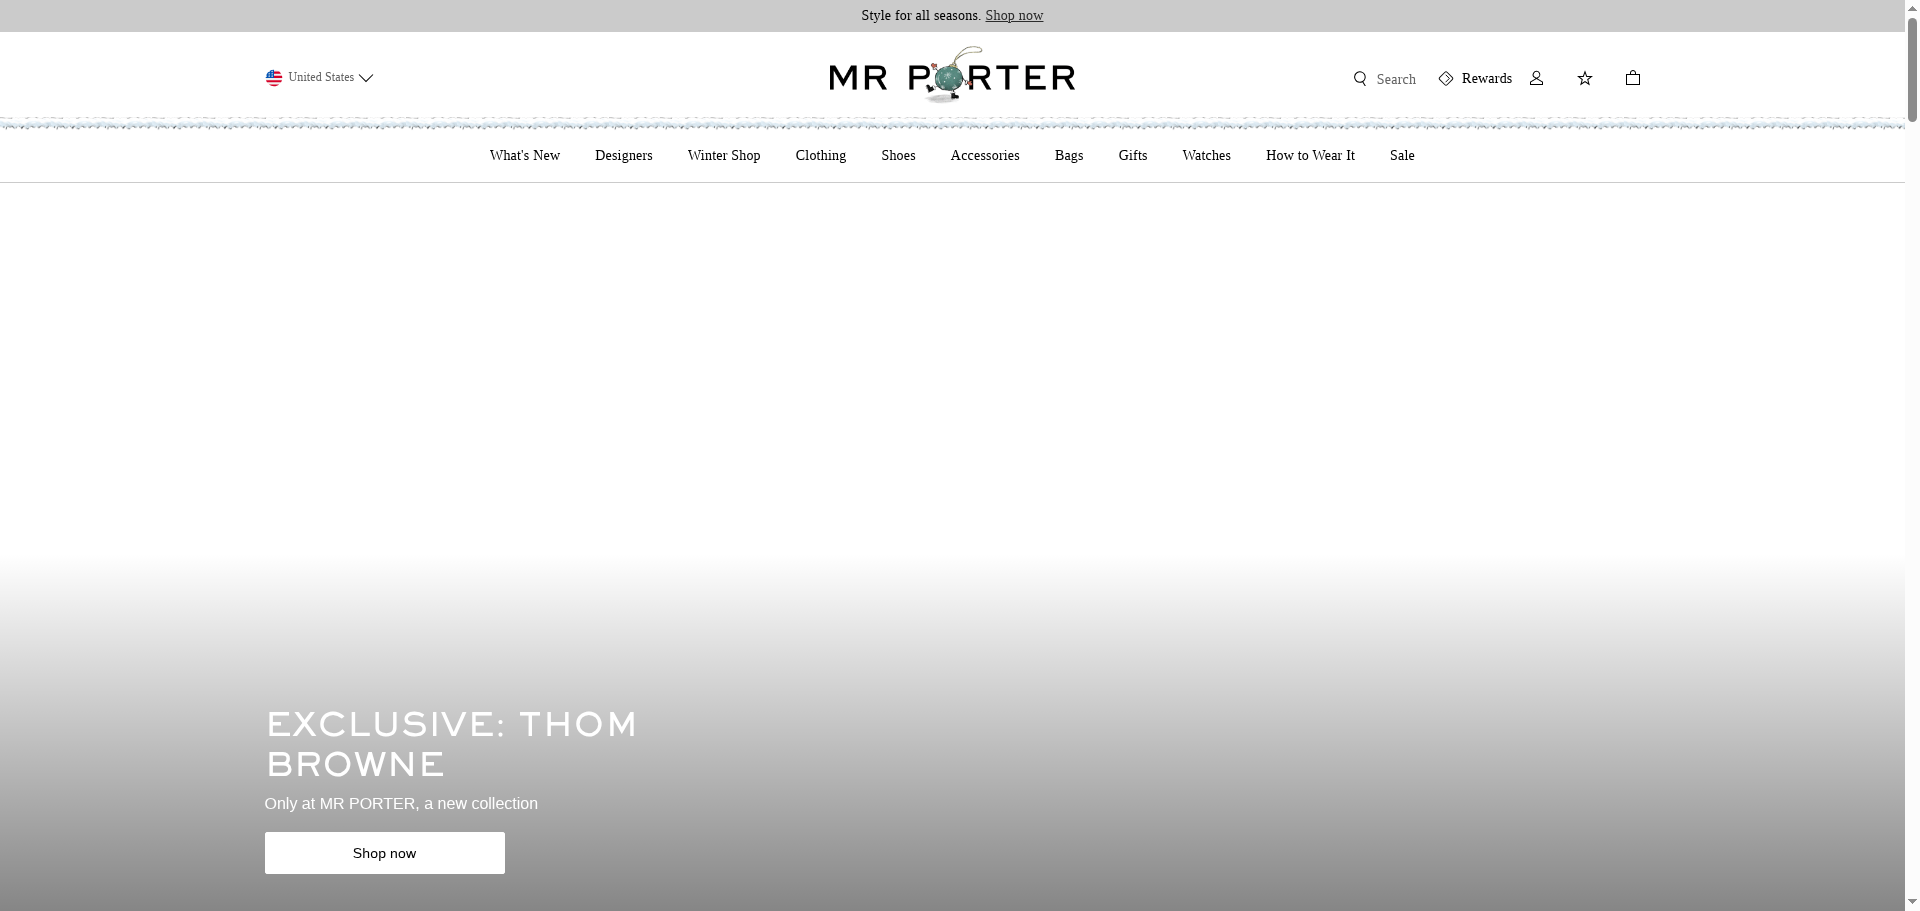 Style for all seasons. Shop now
United States
MR PORTER
Search
Rewards
What's New
Designers
Winter Shop
Clothing
Shoes
Accessories
Bags
Gifts
Watches
How to Wear It
Sale
EXCLUSIVE: THOM
BROWNE
Only at MR PORTER, a new collection
Shop now